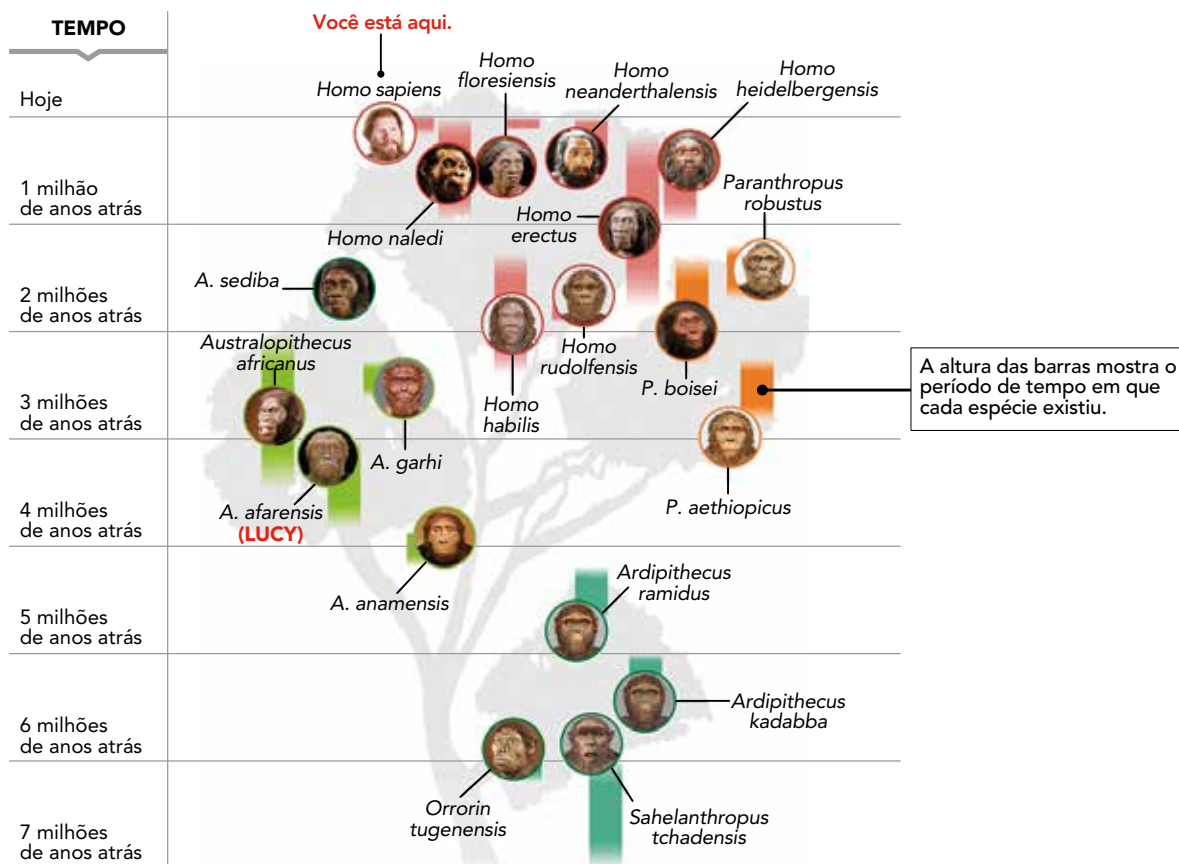 TEMPO
Você está aqui.
Hoje
Homo sapiens
Homo
floresiensis
Homo
neanderthalensis
Homo
heidelbergensis
1 milhão
de anos atrás
Homo naledi
Homo
erectus
Paranthropus
robustus
2 milhões
de anos atrás
A. sediba
Homo
habilis
Homo
rudolfensis
P. boisei
3 milhões
de anos atrás
Australopithecus
africanus
A. garhi
A altura das barras mostra o
período de tempo em que
cada espécie existiu.
4 milhões
de anos atrás
A. afarensis
(LUCY)
P. aethiopicus
A. anamensis
5 milhões
de anos atrás
Ardipithecus
ramidus
6 milhões
de anos atrás
Ardipithecus
kadabba
7 milhões
de anos atrás
Orrorin
tugenensis
Sahelanthropus
tchadensis